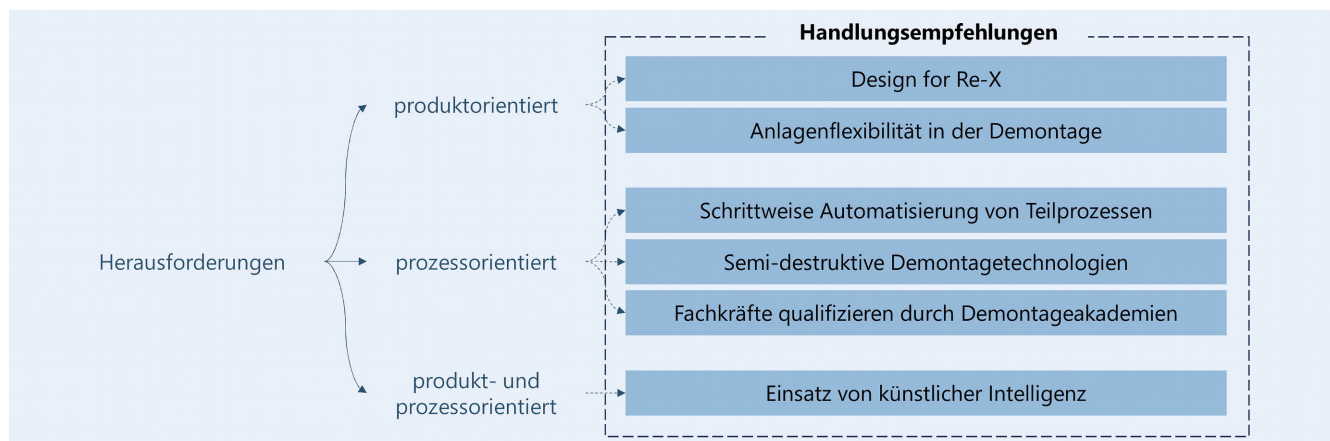 Handlungsempfehlungen
Design for Re-X
produktorientiert
Anlagenflexibilität in der Demontage
Schrittweise Automatisierung von Teilprozessen
Herausforderungen
prozessorientiert
Semi-destruktive Demontagetechnologien
Fachkräfte qualifizieren durch Demontageakademien
produkt- und
prozessorientiert
Einsatz von künstlicher Intelligenz